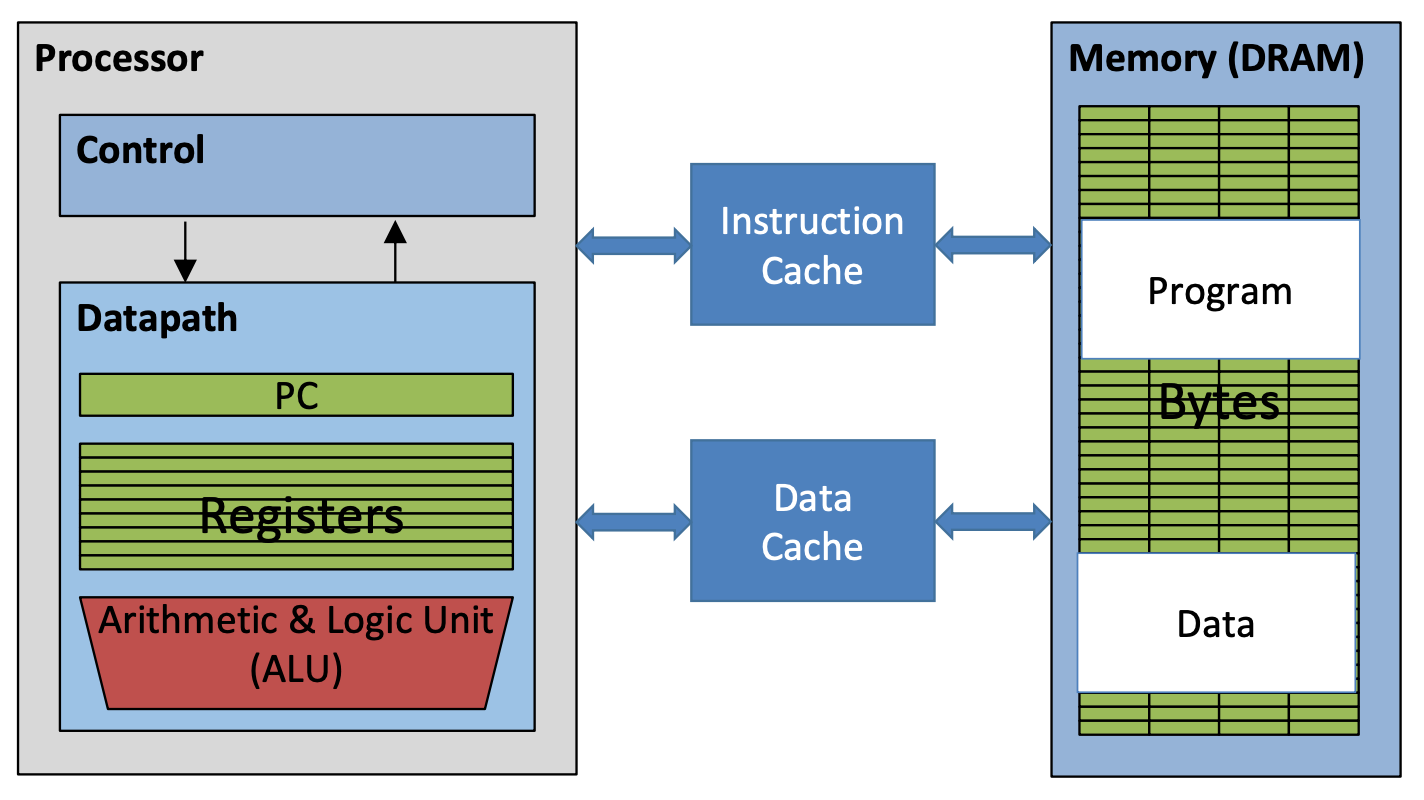 Processor
Control
Datapath
PC
Registers
Arithmetic & Logic Unit
(ALU)
Instruction
Cache
Data
Cache
Memory (DRAM)
Program
Bytes
Data